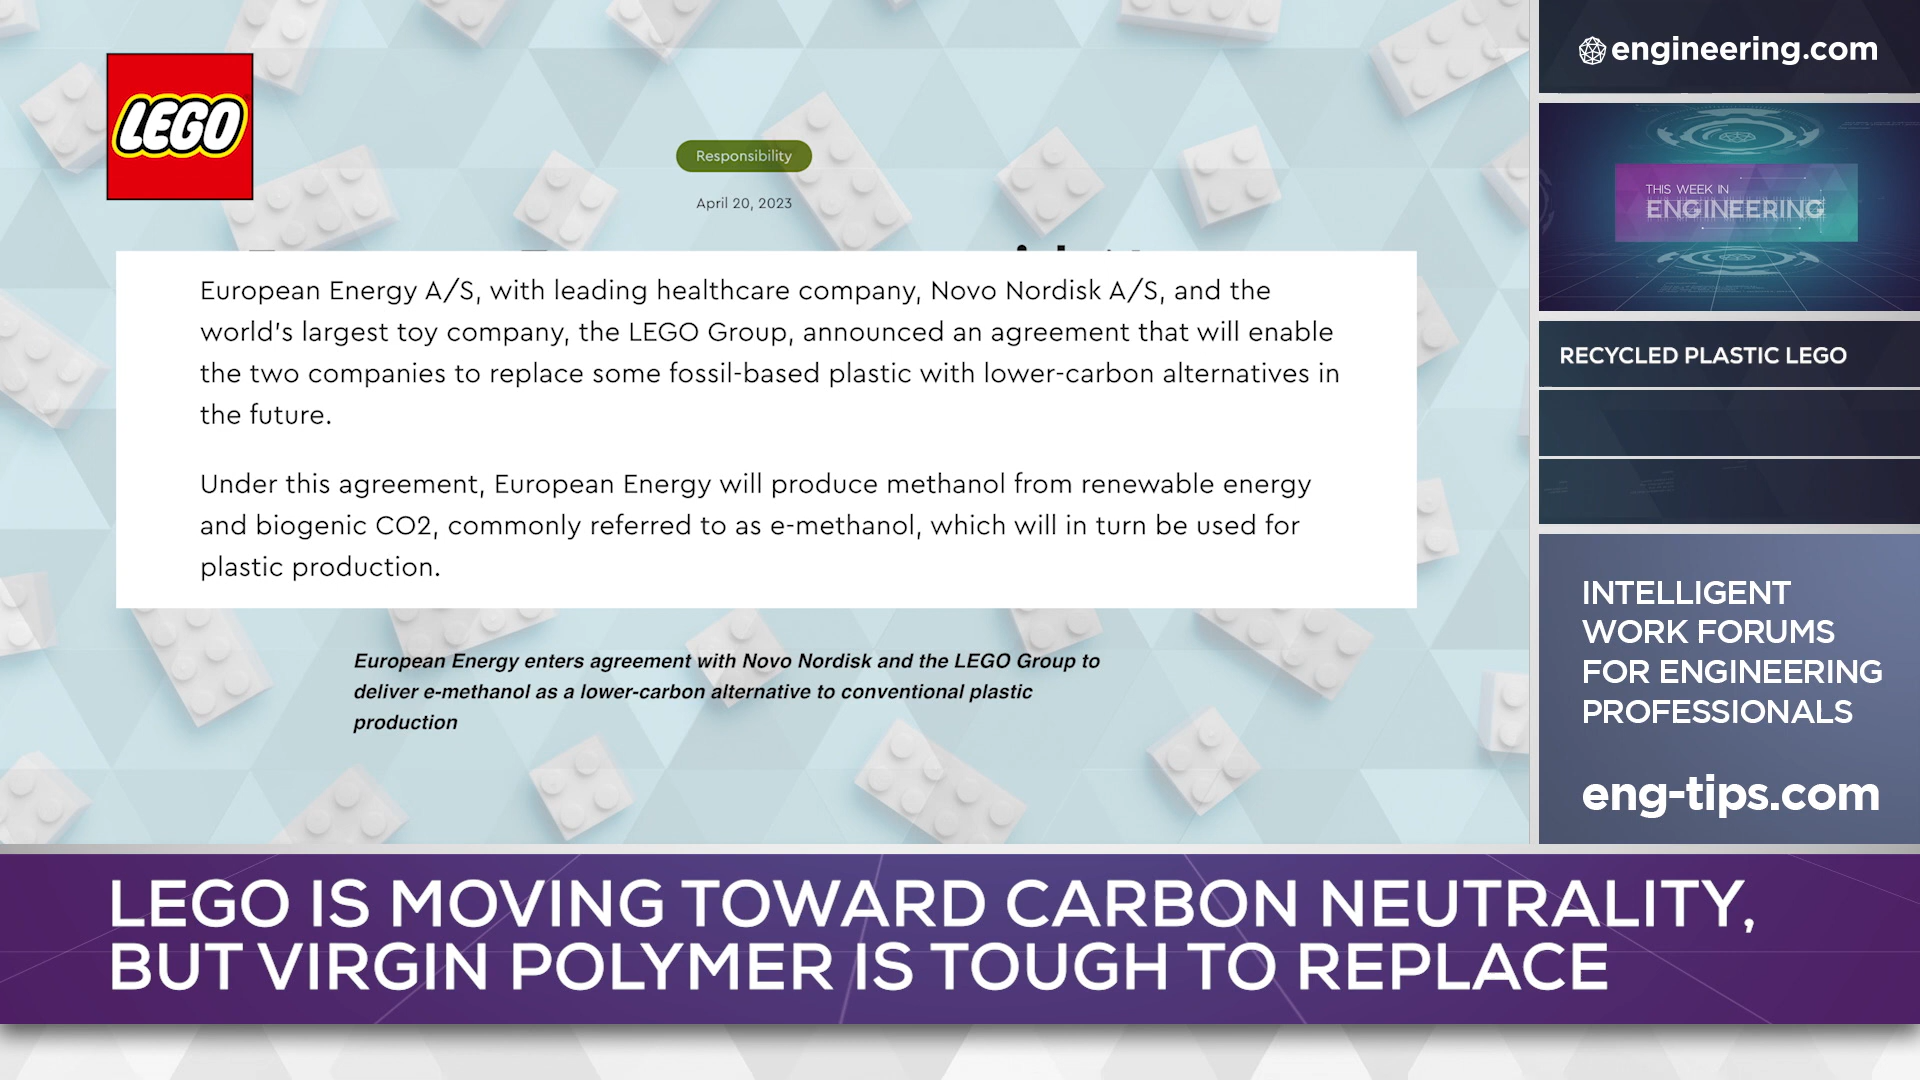 LEGO
Responsibility
April 20, 2023
European Energy A/S, with leading healthcare company, Novo Nordisk A/S, and the
world's largest toy company, the LEGO Group, announced an agreement that will enable
the two companies to replace some fossil-based plastic with lower-carbon alternatives in
the future.
Under this agreement, European Energy will produce methanol from renewable energy
and biogenic CO2, commonly referred to as e-methanol, which will in turn be used for
plastic production.
European Energy enters agreement with Novo Nordisk and the LEGO Group to
deliver e-methanol as a lower-carbon alternative to conventional plastic
production
engineering.com
THIS WEEK IN
ENGINEERING
RECYCLED PLASTIC LEGO
INTELLIGENT
WORK FORUMS
FOR ENGINEERING
PROFESSIONALS
eng-tips.com
LEGO IS MOVING TOWARD CARBON NEUTRALITY,
BUT VIRGIN POLYMER IS TOUGH TO REPLACE